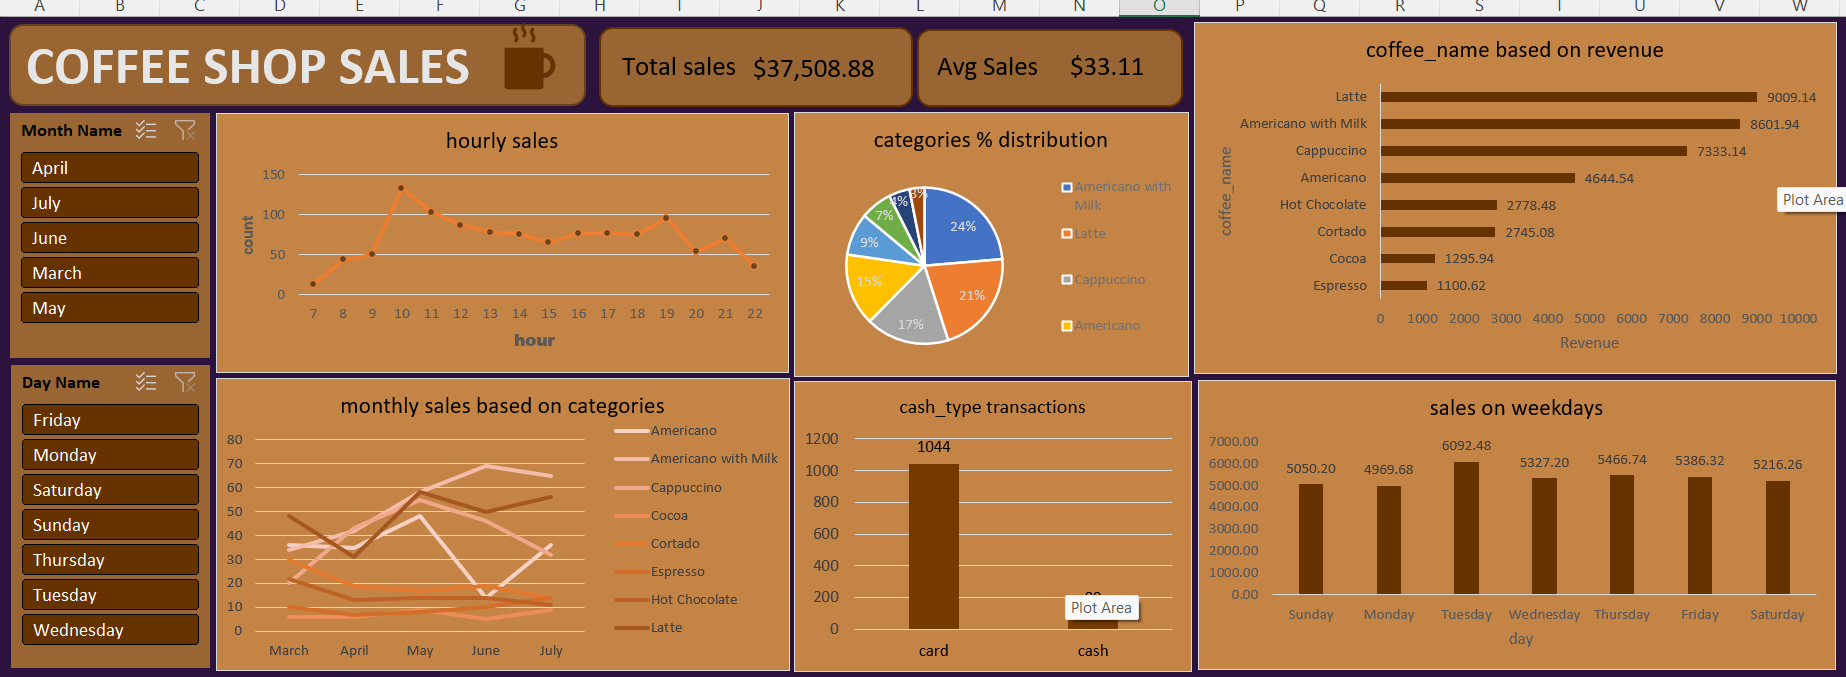 A B C D E F G H I J K L M N O P Q R S T U V W
COFFEE SHOP SALES
Total sales $37,508.88
Avg Sales $33.11
Month Name
April
July
June
March
May
Day Name
Friday
Monday
Saturday
Sunday
Thursday
Tuesday
Wednesday
hourly sales
150
100
50
0
count
7 8 9 10 11 12 13 14 15 16 17 18 19 20 21 22
hour
categories % distribution
24%
21%
17%
15%
9%
7%
4%
3%
Americano with
Milk
Latte
Cappuccino
Americano
coffee_name based on revenue
coffee_name
Latte 9009.14
Americano with Milk 8601.94
Cappuccino 7333.14
Americano 4644.54
Hot Chocolate 2778.48
Cortado 2745.08
Cocoa 1295.94
Espresso 1100.62
0 1000 2000 3000 4000 5000 6000 7000 8000 9000 10000
Revenue
Plot Area
monthly sales based on categories
80
70
60
50
40
30
20
10
0
March April May June July
Americano
Americano with Milk
Cappuccino
Cocoa
Cortado
Espresso
Hot Chocolate
Latte
cash_type transactions
1200
1000
800
600
400
200
0
1044
card cash
Plot Area
sales on weekdays
7000.00
6000.00
5000.00
4000.00
3000.00
2000.00
1000.00
0.00
5050.20 4969.68 6092.48 5327.20 5466.74 5386.32 5216.26
Sunday Monday Tuesday Wednesday Thursday Friday Saturday
day